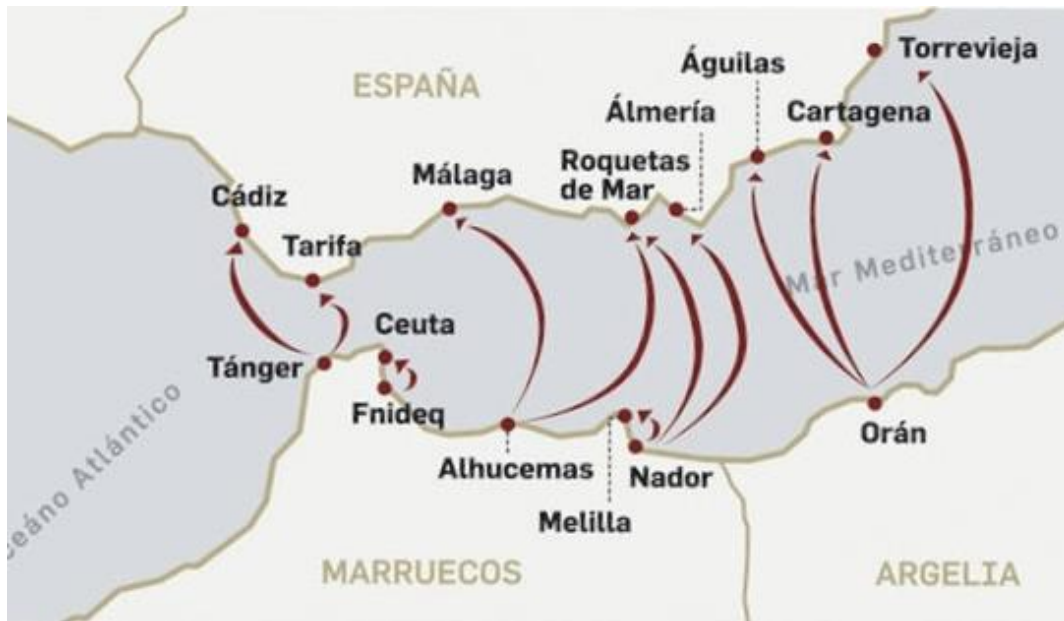 Torrevieja
Águilas
ESPAÑA
Cartagena
Álmería
Roquetas
de Mar
Málaga
Cádiz
Tarifa
Mar Mediterráneo
Ceuta
Tánger
Fnideq
Orán
Alhucemas
Nador
Melilla
ceáno Atlántico
MARRUECOS
ARGELIA